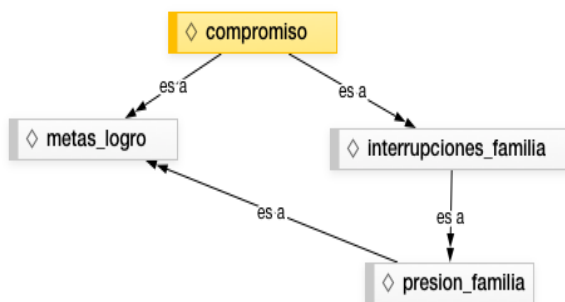 ◇ compromiso
es a
es a
◇ metas_logro
◇ interrupciones_familia
es a
es a
◇ presion_familia